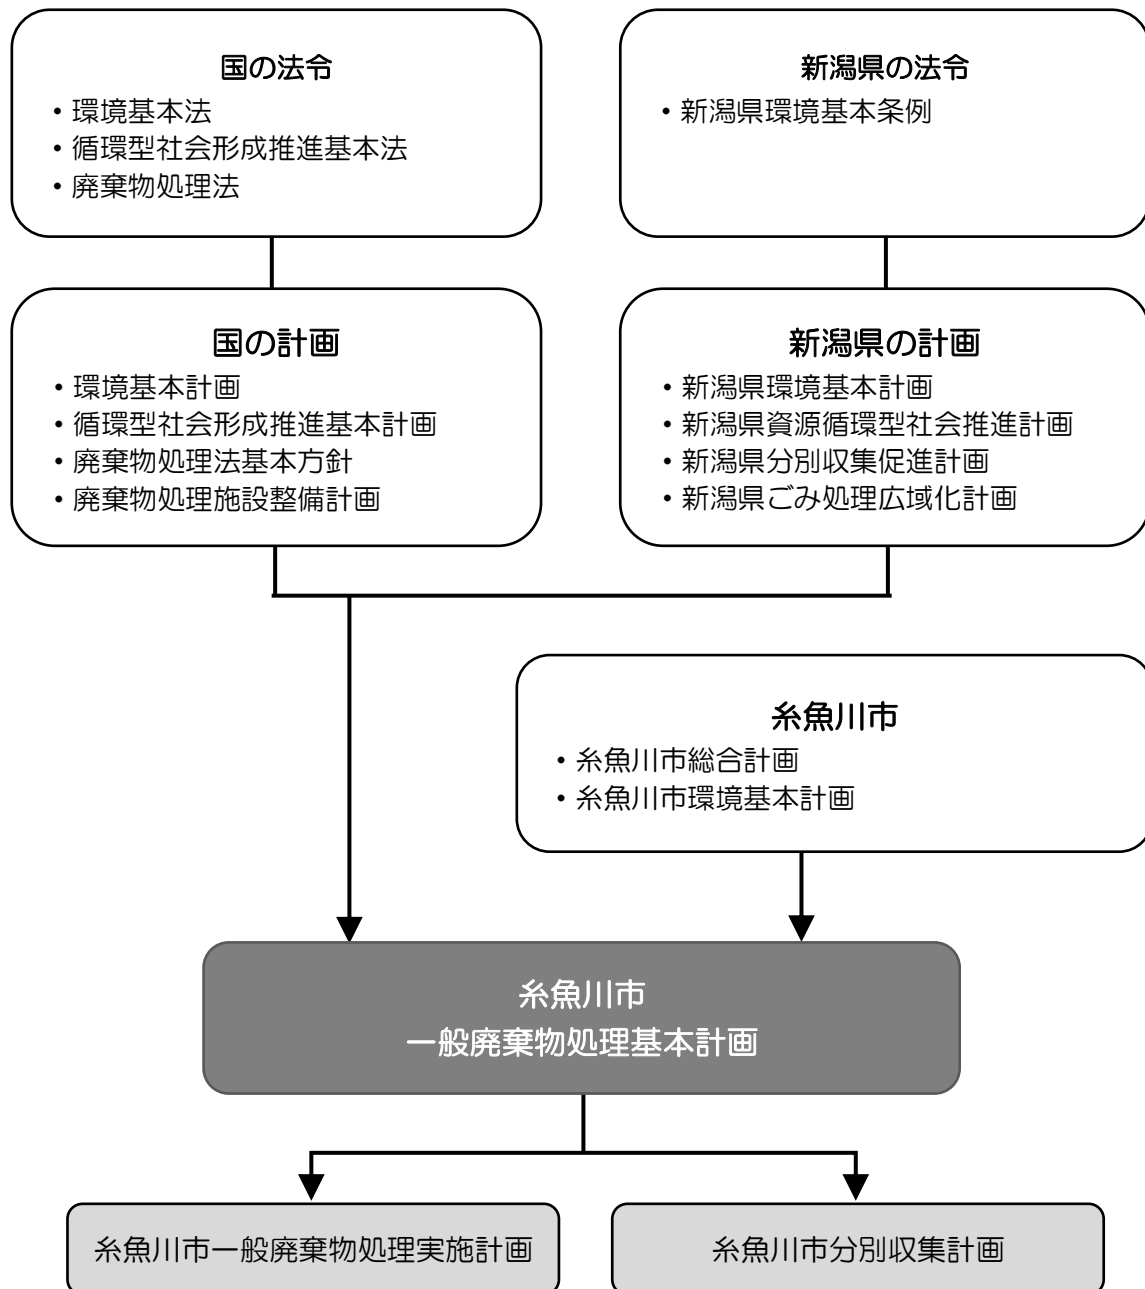 国の法令
・環境基本法
・循環型社会形成推進基本法
・廃棄物処理法
新潟県の法令
・新潟県環境基本条例
国の計画
・環境基本計画
・循環型社会形成推進基本計画
・廃棄物処理法基本方針
・廃棄物処理施設整備計画
新潟県の計画
・新潟県環境基本計画
・新潟県資源循環型社会推進計画
・新潟県分別収集促進計画
・新潟県ごみ処理広域化計画
糸魚川市
・糸魚川市総合計画
・糸魚川市環境基本計画
糸魚川市
一般廃棄物処理基本計画
糸魚川市一般廃棄物処理実施計画
糸魚川市分別収集計画